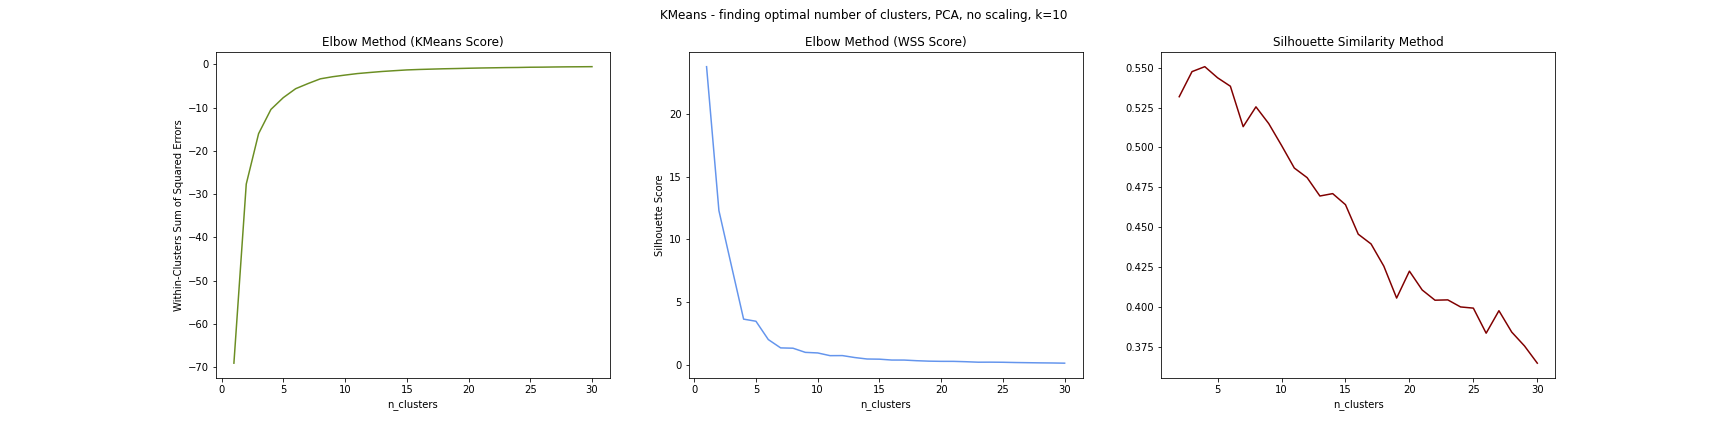 KMeans - finding optimal number of clusters, PCA, no scaling, k=10
Elbow Method (KMeans Score)
Within-Clusters Sum of Squared Errors
0
−10
−20
−30
−40
−50
−60
−70
0 5 10 15 20 25 30
n_clusters
Elbow Method (WSS Score)
Silhouette Score
20
15
10
5
0
0 5 10 15 20 25 30
n_clusters
Silhouette Similarity Method
0.550
0.525
0.500
0.475
0.450
0.425
0.400
0.375
5 10 15 20 25 30
n_clusters